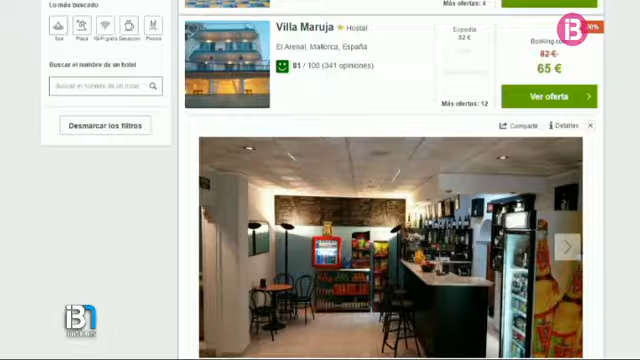 Lo más buscado
Más ofertas: 4
Spa
Playa
Wi-Fi gratis
Desayuno
Piscina
Buscar el nombre de un hotel
Buscar el nombre de un hotel
Desmarcar los filtros
Villa Maruja
Hostal
El Arenal, Mallorca, España
81 / 100 (341 opiniones)
Expedia
82 €
Más ofertas: 12
82 €
65 €
Ver oferta
Compartir
Detalles